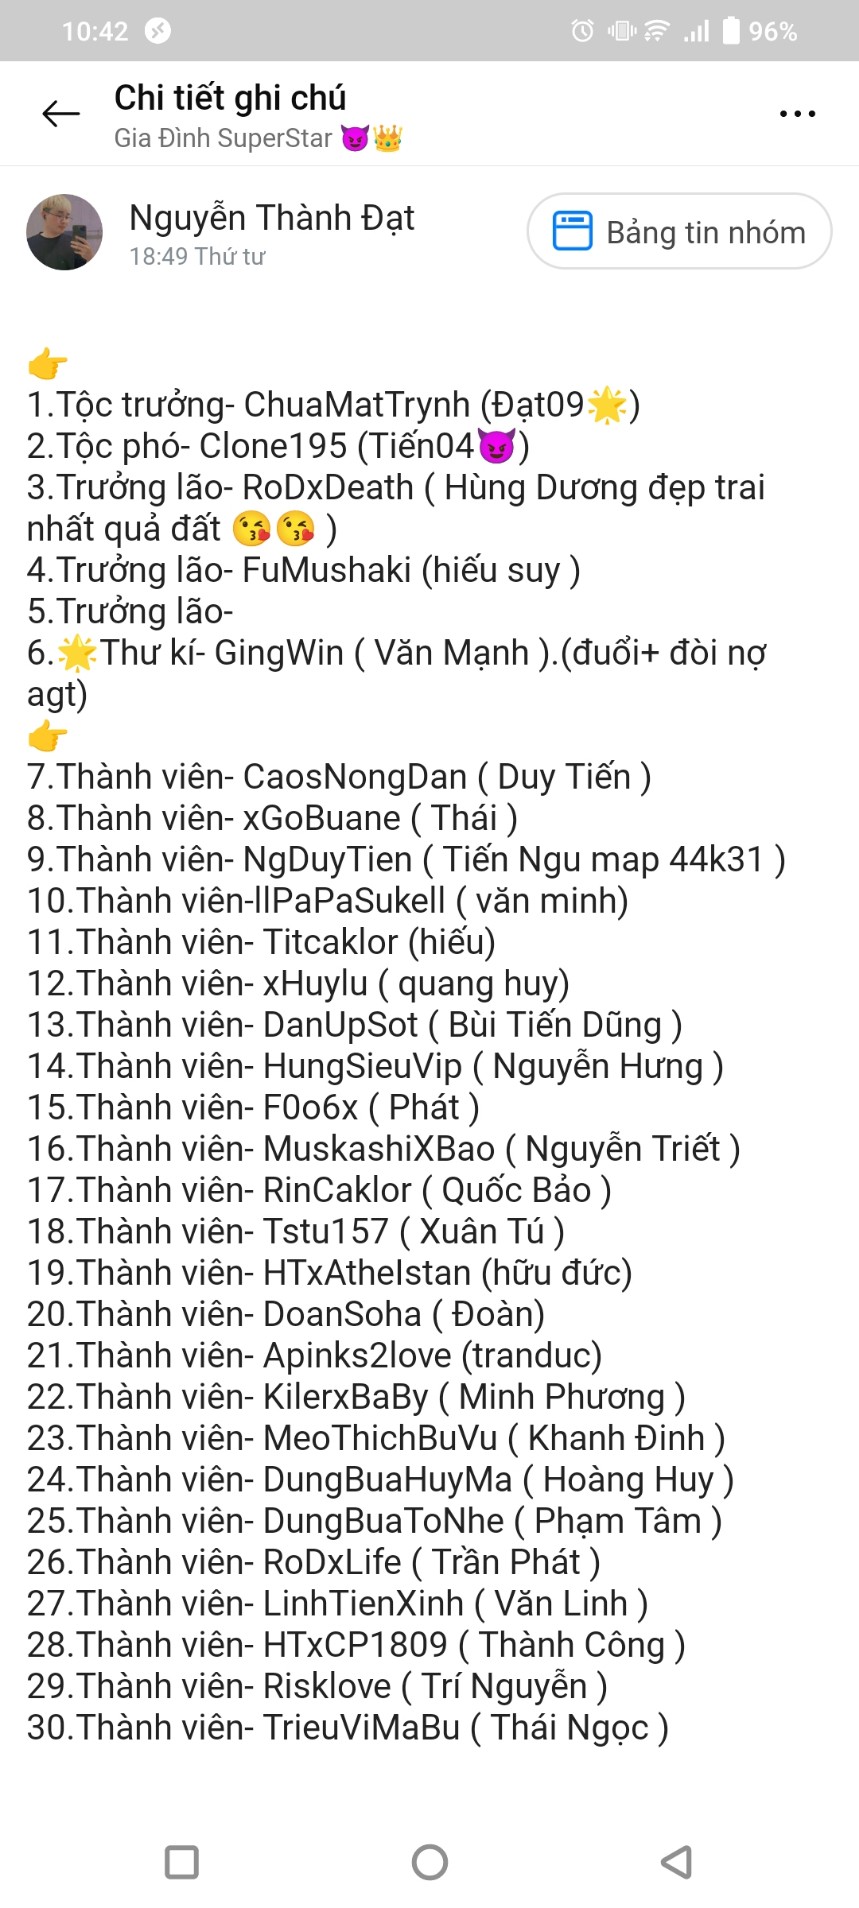 10:42
96%
Chi tiết ghi chú
Gia Đình SuperStar 😈👑
Nguyễn Thành Đạt
18:49 Thứ tư
Bảng tin nhóm
👉
1.Tộc trưởng- ChuaMatTrynh (Đạt09🌟)
2.Tộc phó- Clone195 (Tiến04😈)
3.Trưởng lão- RoDxDeath ( Hùng Dương đẹp trai
nhất quả đất 😘😘 )
4.Trưởng lão- FuMushaki (hiếu suy )
5.Trưởng lão-
6.🌟Thư kí- GingWin ( Văn Mạnh ).(đuổi+ đòi nợ
agt)
👉
7.Thành viên- CaosNongDan ( Duy Tiến )
8.Thành viên- xGoBuane ( Thái )
9.Thành viên- NgDuyTien ( Tiến Ngu map 44k31 )
10.Thành viên-llPaPaSukell ( văn minh)
11.Thành viên- Titcaklor (hiếu)
12.Thành viên- xHuylu ( quang huy)
13.Thành viên- DanUpSot ( Bùi Tiến Dũng )
14.Thành viên- HungSieuVip ( Nguyễn Hưng )
15.Thành viên- F0o6x ( Phát )
16.Thành viên- MuskashiXBao ( Nguyễn Triết )
17.Thành viên- RinCaklor ( Quốc Bảo )
18.Thành viên- Tstu157 ( Xuân Tú )
19.Thành viên- HTxAthelstan (hữu đức)
20.Thành viên- DoanSoha ( Đoàn)
21.Thành viên- Apinks2love (tranduc)
22.Thành viên- KilerxBaBy ( Minh Phương )
23.Thành viên- MeoThichBuVu ( Khanh Đinh )
24.Thành viên- DungBuaHuyMa ( Hoàng Huy )
25.Thành viên- DungBuaToNhe ( Phạm Tâm )
26.Thành viên- RoDxLife ( Trần Phát )
27.Thành viên- LinhTienXinh ( Văn Linh )
28.Thành viên- HTxCP1809 ( Thành Công )
29.Thành viên- Risklove ( Trí Nguyễn )
30.Thành viên- TrieuViMaBu ( Thái Ngọc )